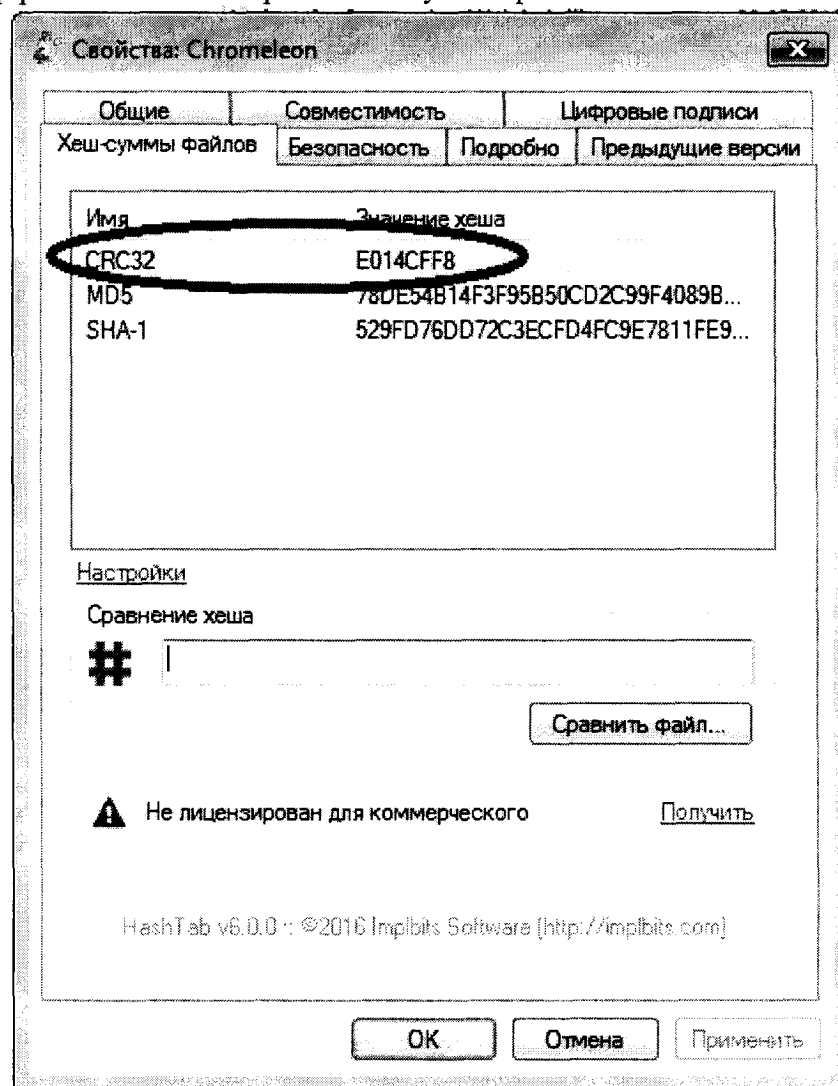 Свойства: Chromeleon
Общие Совместимость Цифровые подписи
Хеш-суммы файлов Безопасность Подробно Предыдущие версии
Имя Значение хеша
CRC32 E014CFF8
MD5 78DE54B14F3F95B50CD2C99F4089B...
SHA-1 529FD76DD72C3ECFD4FC9E7811FE9...
Настройки
Сравнение хеша
#
Сравнить файл...
Не лицензирован для коммерческого Получить
HashTab v6.0.0 :: ©2016 Implbits Software (http://implbits.com)
OK Отмена Применить